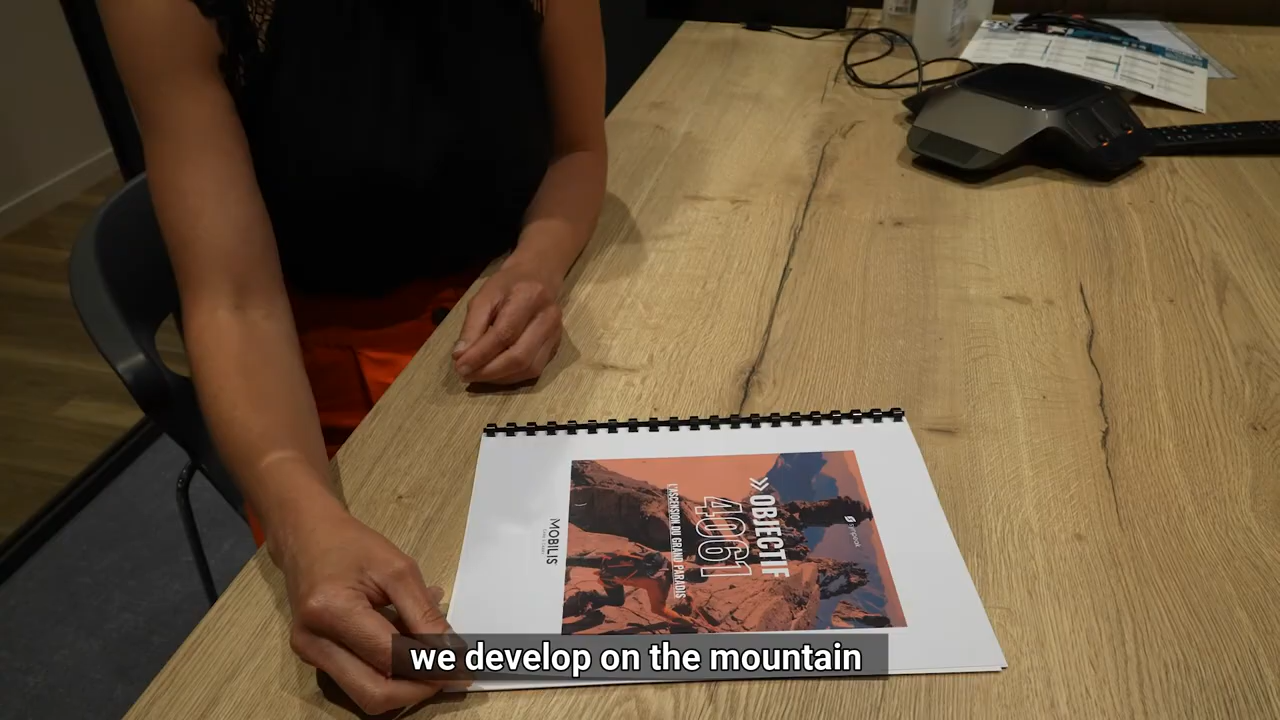 » OBJECTIF
4061
L'ASCENSION DU GRAND PARADIS
MOBILIS
we develop on the mountain